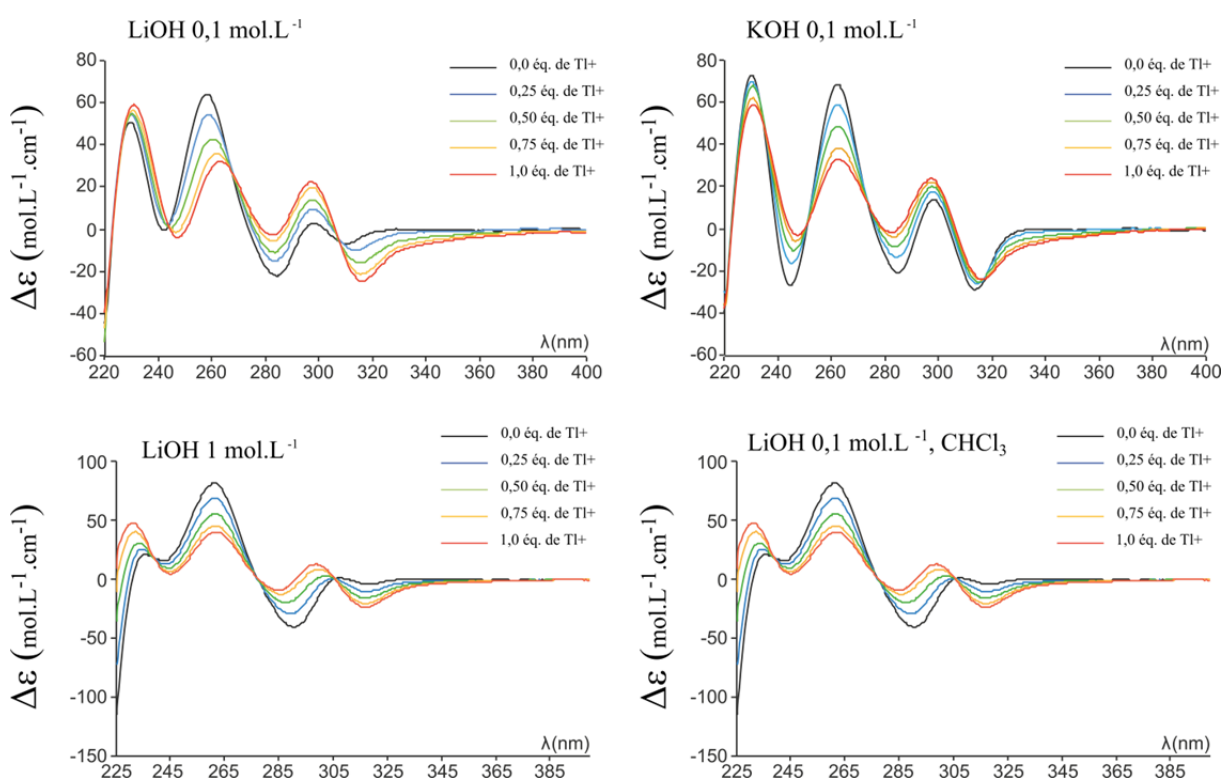 LiOH 0,1 mol.L⁻¹
0,0 éq. de Tl+
0,25 éq. de Tl+
0,50 éq. de Tl+
0,75 éq. de Tl+
1,0 éq. de Tl+
Δε (mol.L⁻¹.cm⁻¹)
80
60
40
20
0
-20
-40
-60
λ(nm)
220 240 260 280 300 320 340 360 380 400
KOH 0,1 mol.L⁻¹
0,0 éq. de Tl+
0,25 éq. de Tl+
0,50 éq. de Tl+
0,75 éq. de Tl+
1,0 éq. de Tl+
Δε (mol.L⁻¹.cm⁻¹)
80
60
40
20
0
-20
-40
-60
λ(nm)
220 240 260 280 300 320 340 360 380 400
LiOH 1 mol.L⁻¹
0,0 éq. de Tl+
0,25 éq. de Tl+
0,50 éq. de Tl+
0,75 éq. de Tl+
1,0 éq. de Tl+
Δε (mol.L⁻¹.cm⁻¹)
100
50
0
-50
-100
-150
λ(nm)
225 245 265 285 305 325 345 365 385
LiOH 0,1 mol.L⁻¹, CHCl₃
0,0 éq. de Tl+
0,25 éq. de Tl+
0,50 éq. de Tl+
0,75 éq. de Tl+
1,0 éq. de Tl+
Δε (mol.L⁻¹.cm⁻¹)
100
50
0
-50
-100
-150
λ(nm)
225 245 265 285 305 325 345 365 385